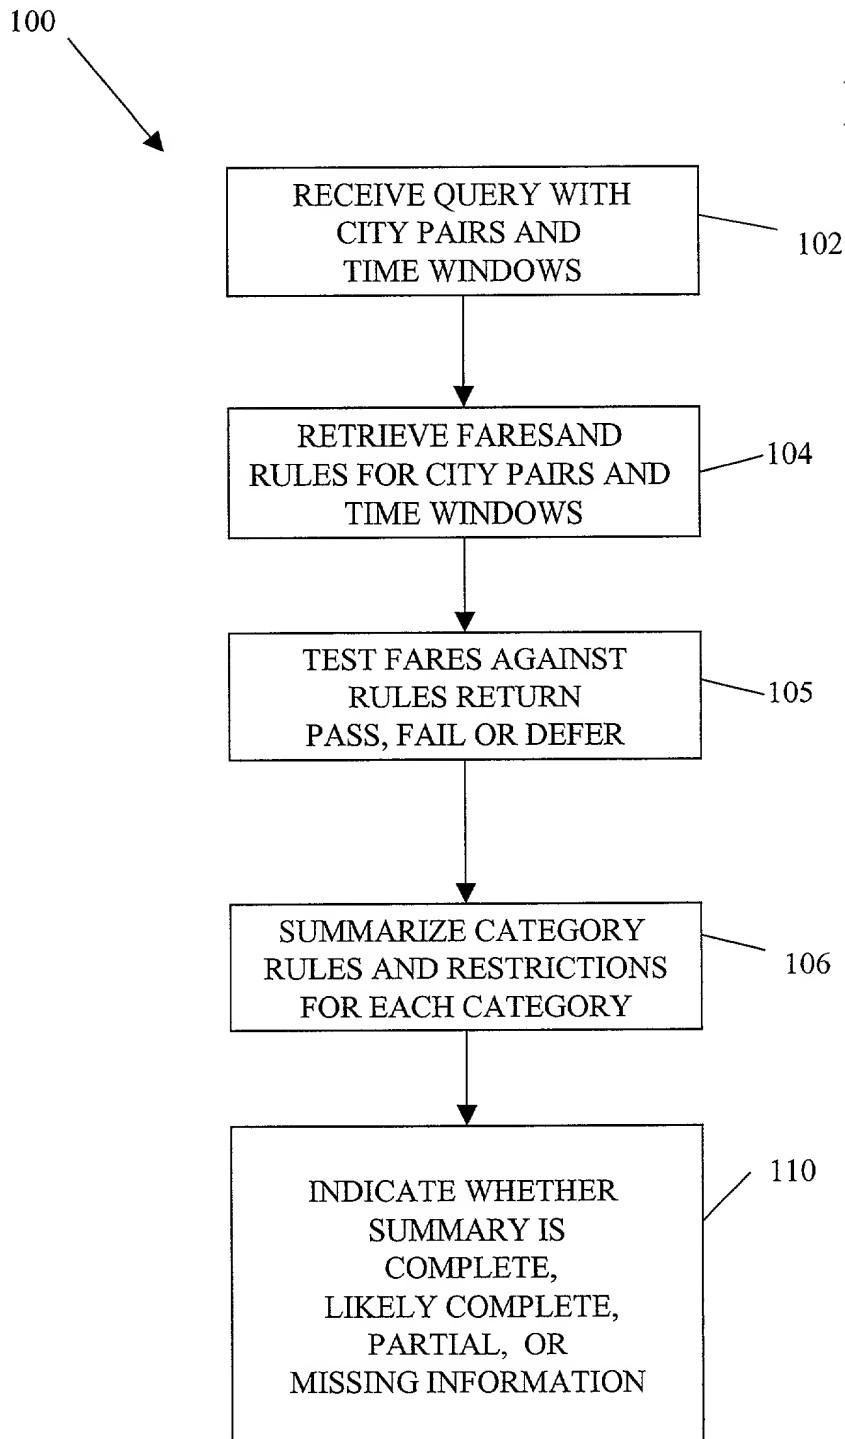 100
RECEIVE QUERY WITH
CITY PAIRS AND
TIME WINDOWS
102
RETRIEVE FARESAND
RULES FOR CITY PAIRS AND
TIME WINDOWS
104
TEST FARES AGAINST
RULES RETURN
PASS, FAIL OR DEFER
105
SUMMARIZE CATEGORY
RULES AND RESTRICTIONS
FOR EACH CATEGORY
106
INDICATE WHETHER
SUMMARY IS
COMPLETE,
LIKELY COMPLETE,
PARTIAL, OR
MISSING INFORMATION
110